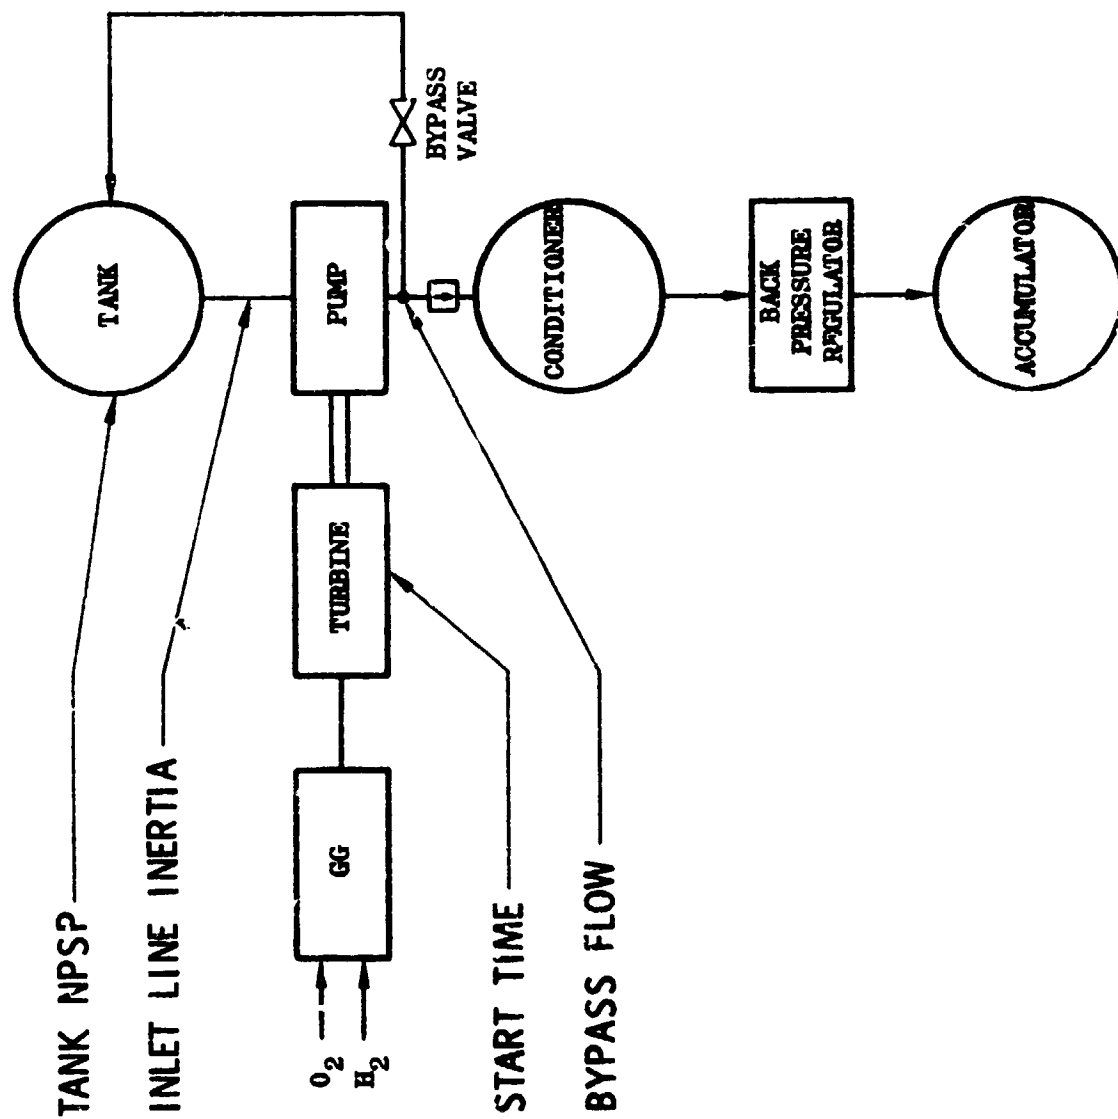 TANK NPSP
INLET LINE INERTIA
O2
H2
GG
TURBINE
PUMP
TANK
BYPASS
VALVE
CONDITIONER
BACK
PRESSURE
REGULATOR
ACCUMULATOR
START TIME
BYPASS FLOW